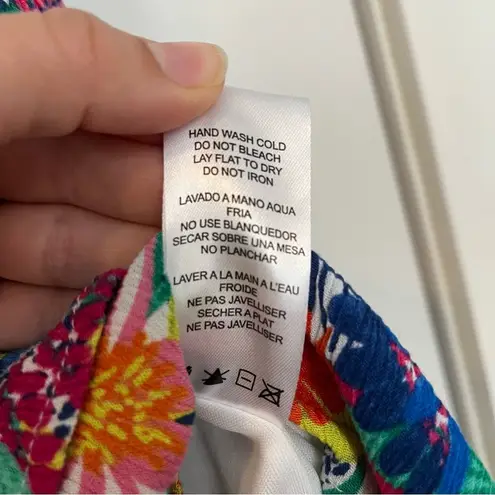 HAND WASH COLD
DO NOT BLEACH
LAY FLAT TO DRY
DO NOT IRON
LAVADO A MANO AQUA
FRIA
NO USE BLANQUEDOR
SECAR SOBRE UNA MESA
NO PLANCHAR
LAVER A LA MAIN A L'EAU
FROIDE
NE PAS JAVELLISER
SECHER A PLAT
NE PAS JAVELLISER